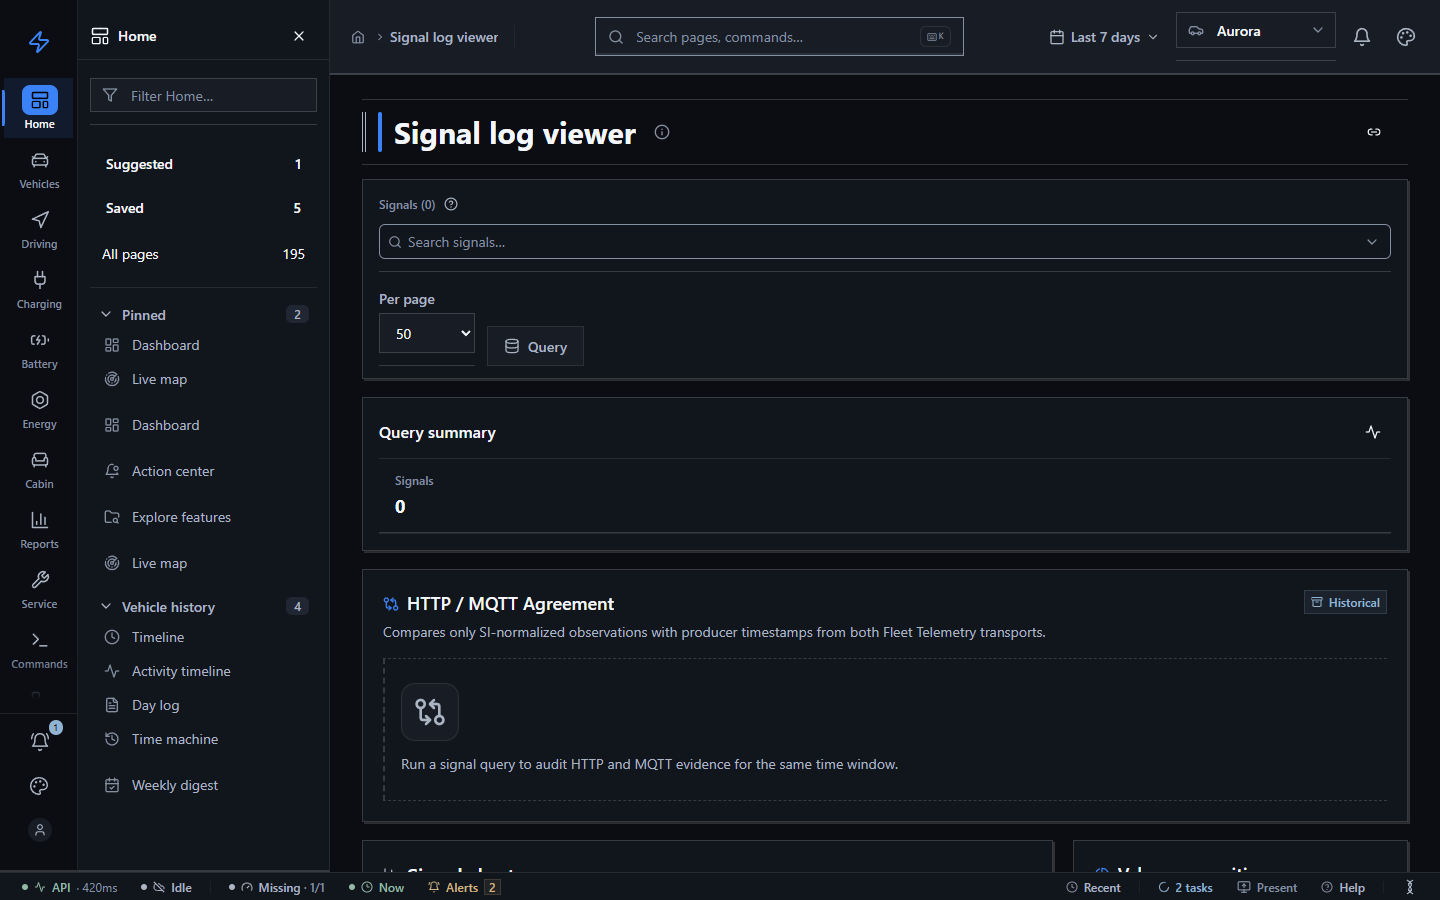 Home
Vehicles
Driving
Charging
Battery
Energy
Cabin
Reports
Service
Commands
1
Home
Filter Home...
Suggested 1
Saved 5
All pages 195
Pinned 2
Dashboard
Live map
Dashboard
Action center
Explore features
Live map
Vehicle history 4
Timeline
Activity timeline
Day log
Time machine
Weekly digest
Signal log viewer
Search pages, commands... K
Last 7 days
Aurora
Signal log viewer
Signals (0)
Search signals...
Per page
50
Query
Query summary
Signals
0
HTTP / MQTT Agreement
Historical
Compares only SI-normalized observations with producer timestamps from both Fleet Telemetry transports.
Run a signal query to audit HTTP and MQTT evidence for the same time window.
API · 420ms
Idle
Missing · 1/1
Now
Alerts 2
Recent
2 tasks
Present
Help